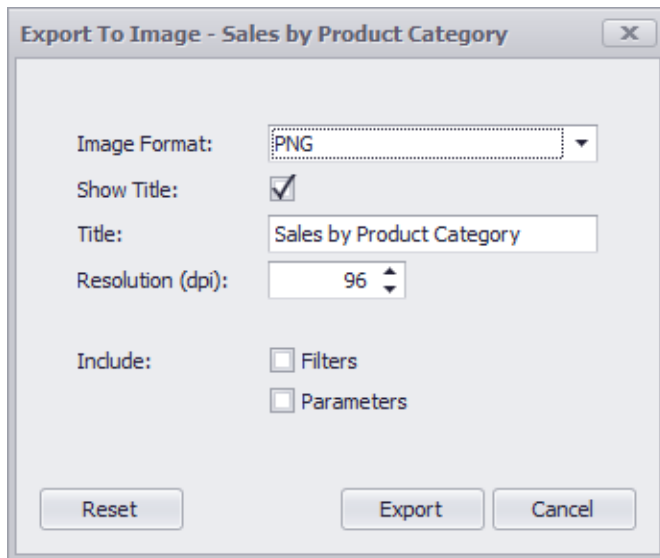 Export To Image - Sales by Product Category
Image Format: PNG
Show Title:
Title: Sales by Product Category
Resolution (dpi): 96
Include: Filters
Parameters
Reset Export Cancel